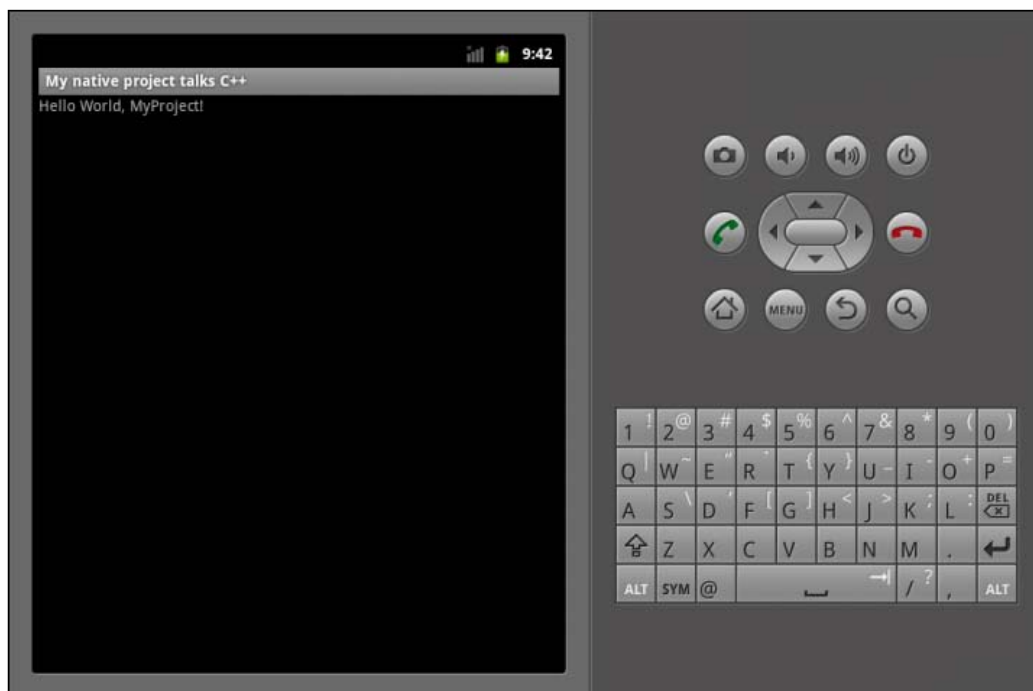 9:42
My native project talks C++
Hello World, MyProject!
MENU
1 ! 2 @ 3 # 4 $ 5 % 6 ^ 7 & 8 * 9 ( 0 )
Q | W ~ E " R ` T { Y } U _ I - O + P =
A S \ D ' F [ G ] H < J > K ; L : DEL
Z X C V B N M .
ALT SYM @ / ? , ALT